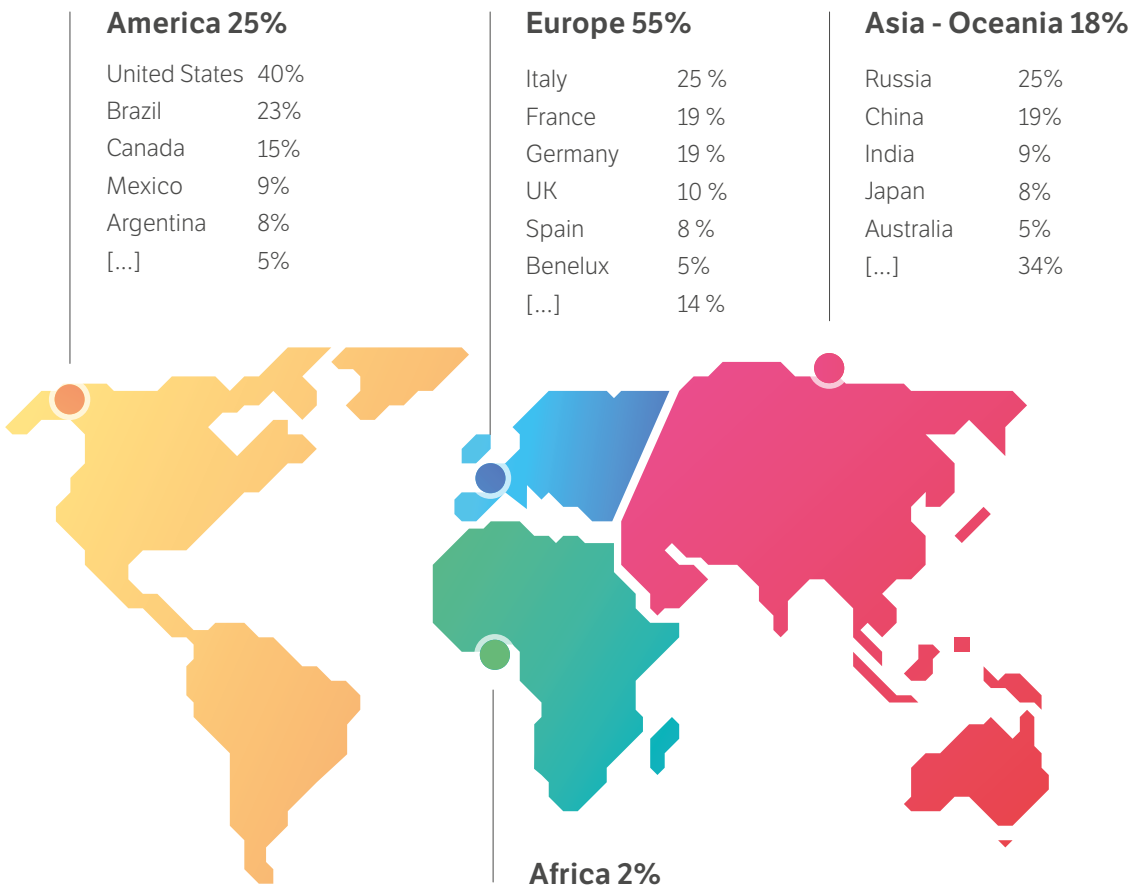 America 25%
United States 40%
Brazil 23%
Canada 15%
Mexico 9%
Argentina 8%
[...] 5%
Europe 55%
Italy 25 %
France 19 %
Germany 19 %
UK 10 %
Spain 8 %
Benelux 5%
[...] 14 %
Asia - Oceania 18%
Russia 25%
China 19%
India 9%
Japan 8%
Australia 5%
[...] 34%
Africa 2%